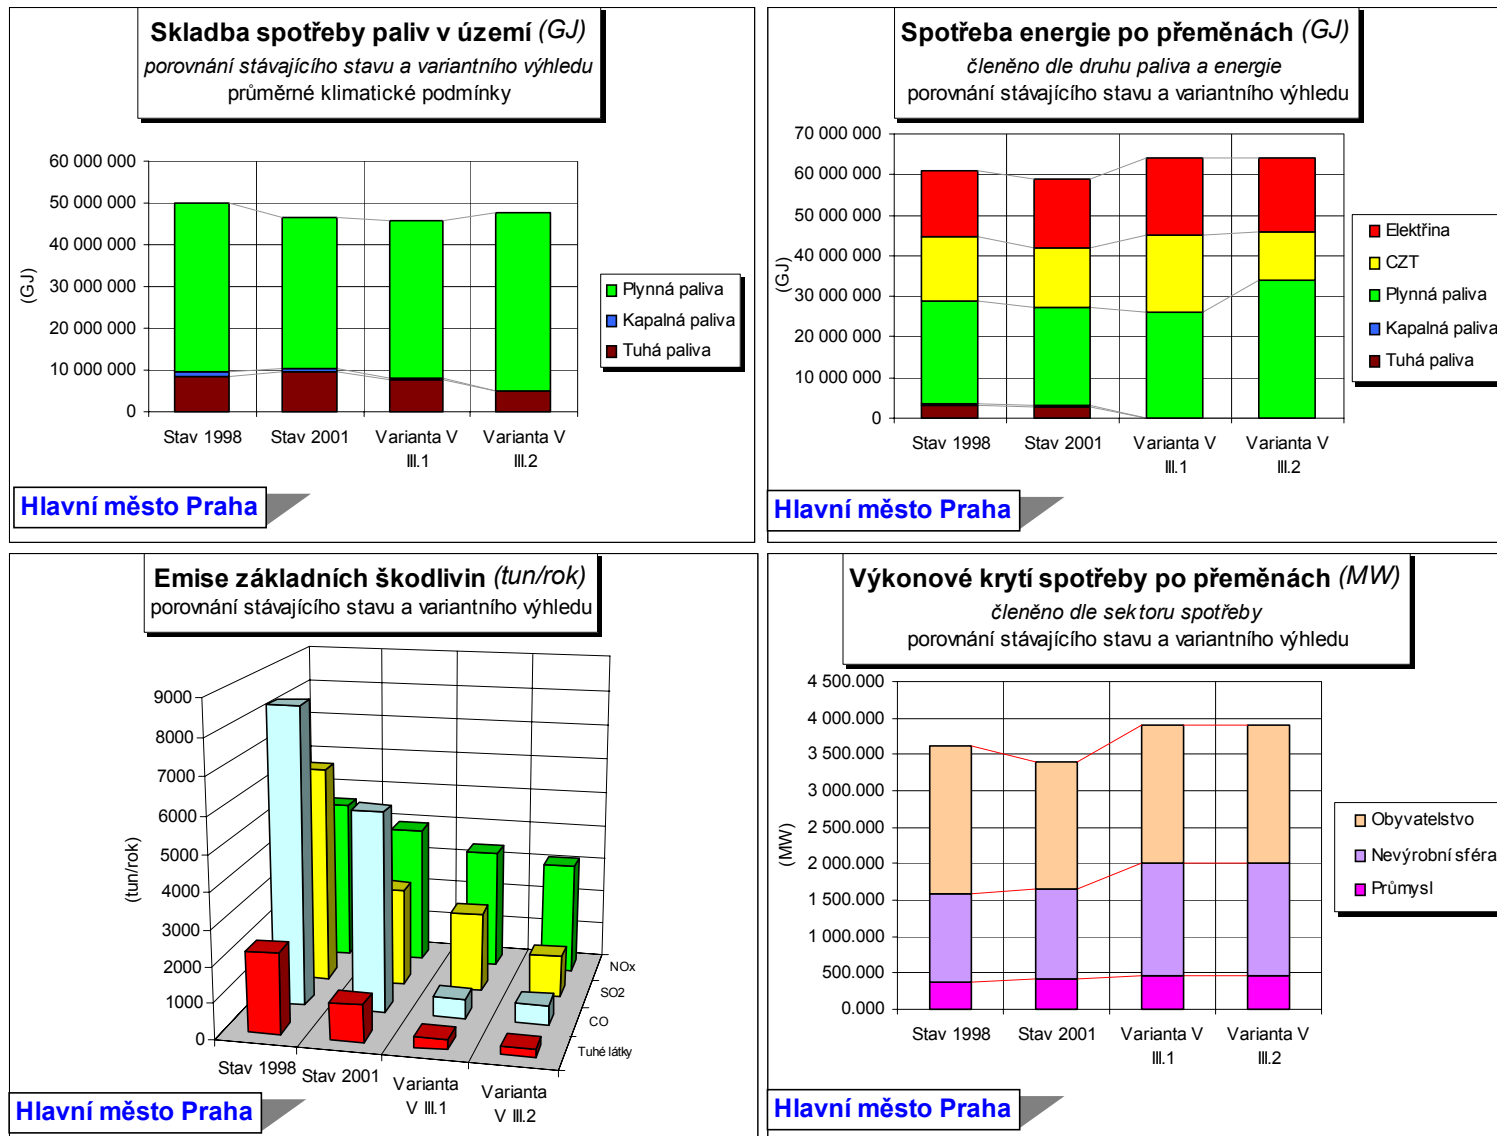 Skladba spotřeby paliv v území (GJ)
porovnání stávajícího stavu a variantního výhledu
průměrné klimatické podmínky
60 000 000
50 000 000
40 000 000
30 000 000
20 000 000
10 000 000
0
(GJ)
Stav 1998
Stav 2001
Varianta V
III.1
Varianta V
III.2
Plynná paliva
Kapalná paliva
Tuhá paliva
Hlavní město Praha
Spotřeba energie po přeměnách (GJ)
členěno dle druhu paliva a energie
porovnání stávajícího stavu a variantního výhledu
70 000 000
60 000 000
50 000 000
40 000 000
30 000 000
20 000 000
10 000 000
0
(GJ)
Stav 1998
Stav 2001
Varianta V
III.1
Varianta V
III.2
Elektřina
CZT
Plynná paliva
Kapalná paliva
Tuhá paliva
Hlavní město Praha
Emise základních škodlivin (tun/rok)
porovnání stávajícího stavu a variantního výhledu
9000
8000
7000
6000
5000
4000
3000
2000
1000
0
(tun/rok)
Stav 1998
Stav 2001
Varianta
V III.1
Varianta
V III.2
NOx
SO2
CO
Tuhé látky
Hlavní město Praha
Výkonové krytí spotřeby po přeměnách (MW)
členěno dle sektoru spotřeby
porovnání stávajícího stavu a variantního výhledu
4 500.000
4 000.000
3 500.000
3 000.000
2 500.000
2 000.000
1 500.000
1 000.000
500.000
0.000
(MW)
Stav 1998
Stav 2001
Varianta V
III.1
Varianta V
III.2
Obyvatelstvo
Nevýrobní sféra
Průmysl
Hlavní město Praha